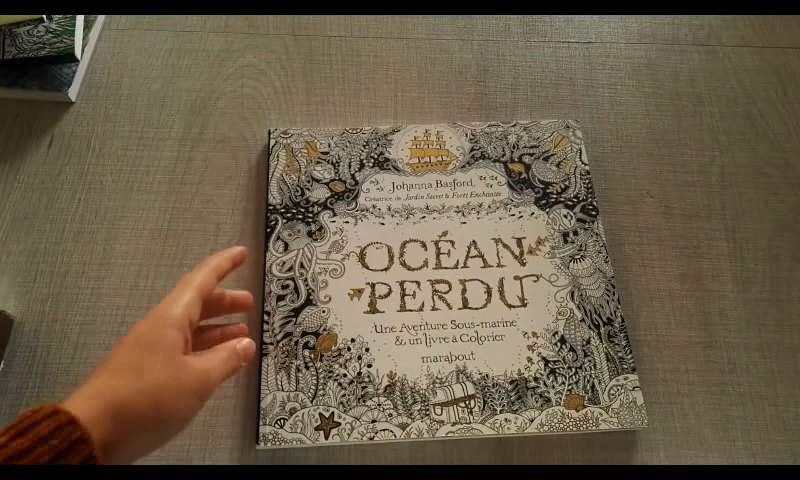 Johanna Basford
Créatrice de Jardin Secret & Forêt Enchantée
OCÉAN
PERDU
Une Aventure Sous-marine
& un livre à Colorier
marabout